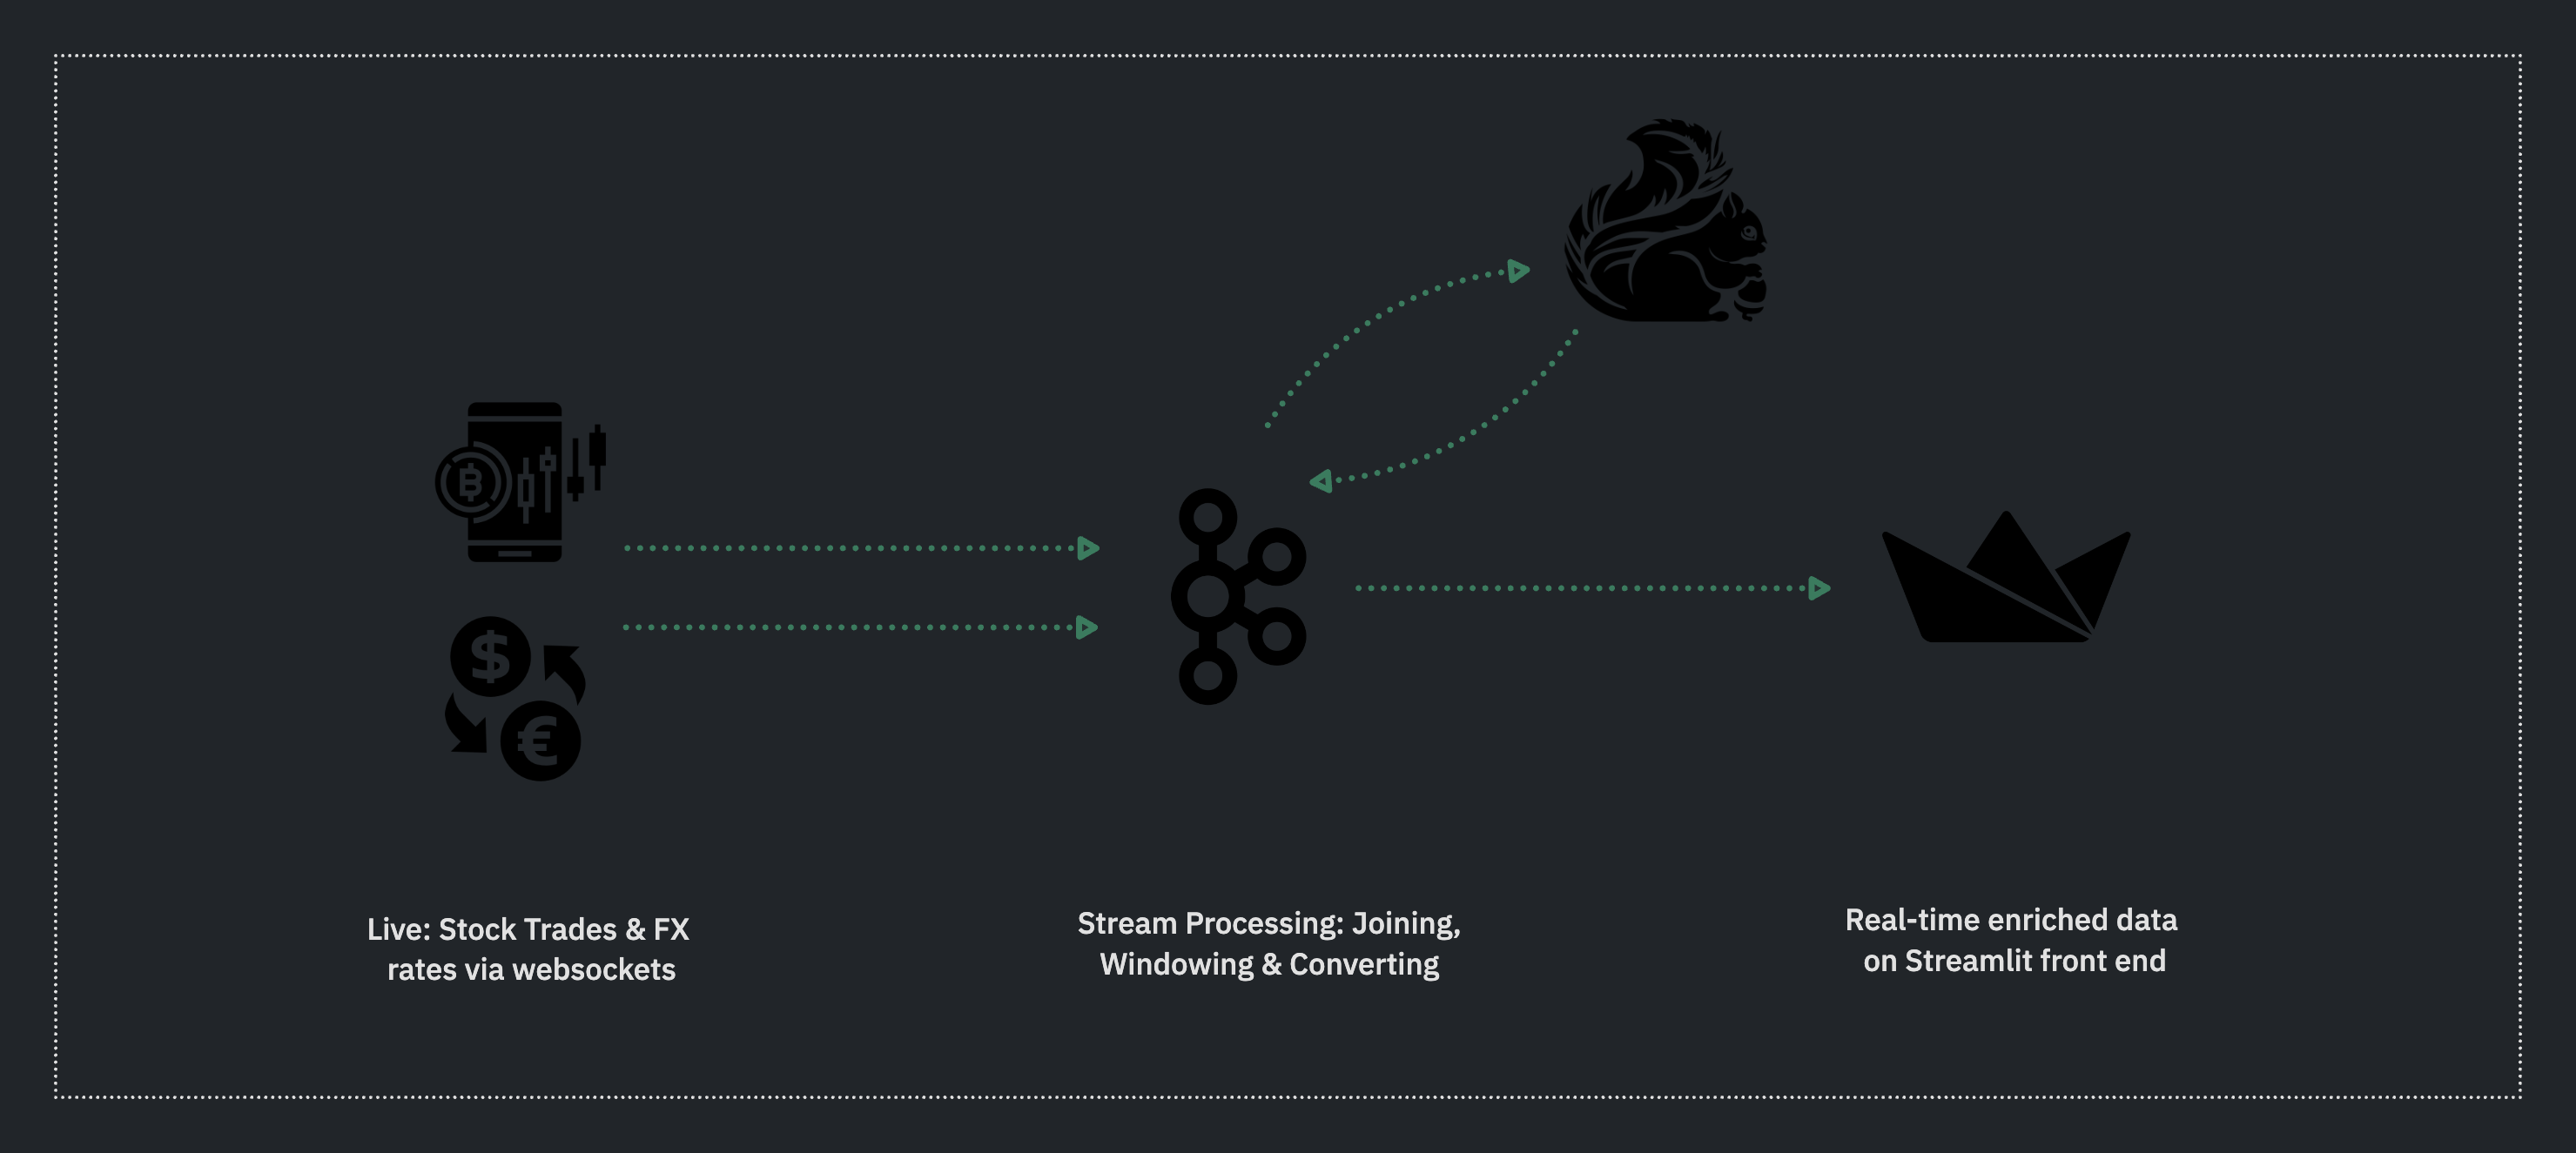 B
$
€
Live: Stock Trades & FX
rates via websockets
Stream Processing: Joining,
Windowing & Converting
Real-time enriched data
on Streamlit front end